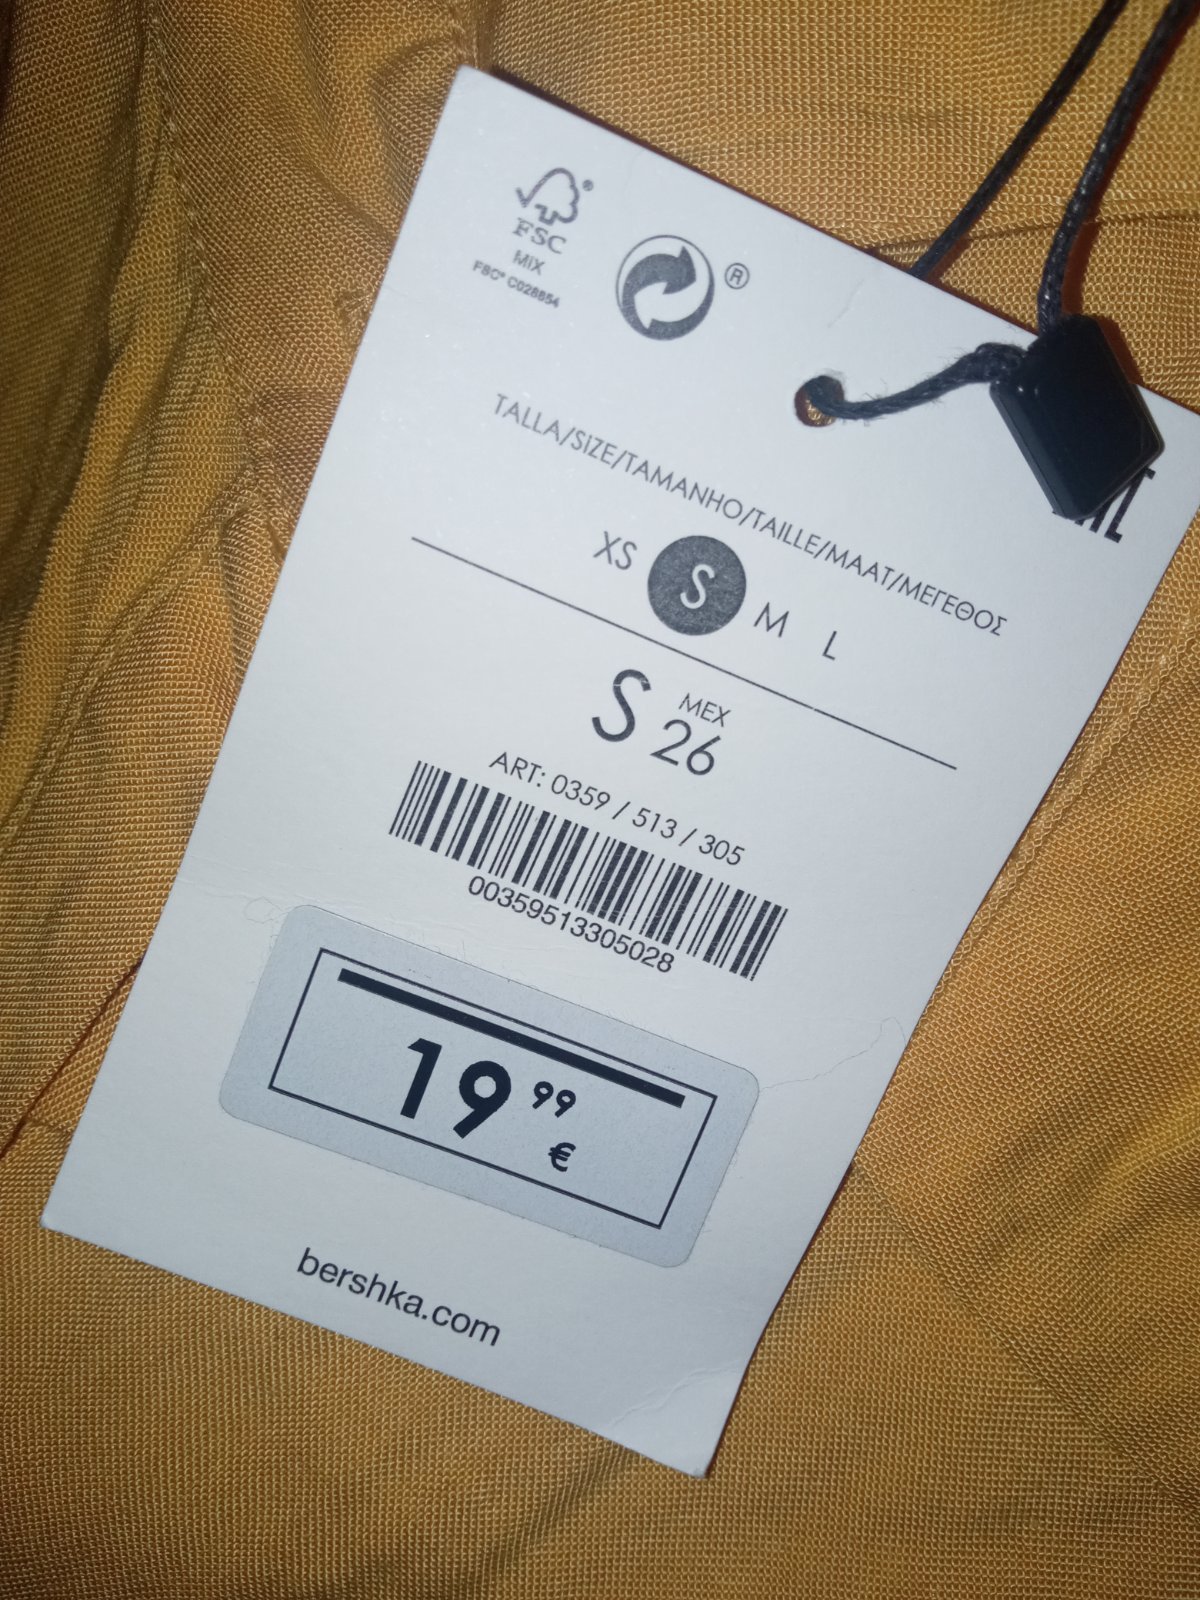 FSC
MIX
FSC® C028854
®
TALLA/SIZE/TAMANHO/TAILLE/MAAT/ΜΕΓΕΘΟΣ
XS S M L
MEX
S 26
ART: 0359 / 513 / 305
00359513305028
19 99
€
bershka.com